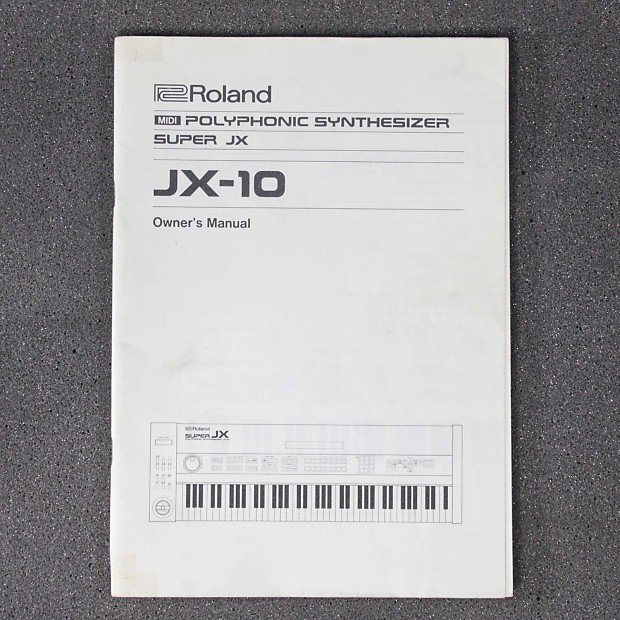 Roland
MIDI POLYPHONIC SYNTHESIZER
SUPER JX
JX-10
Owner's Manual
Roland
SUPER JX